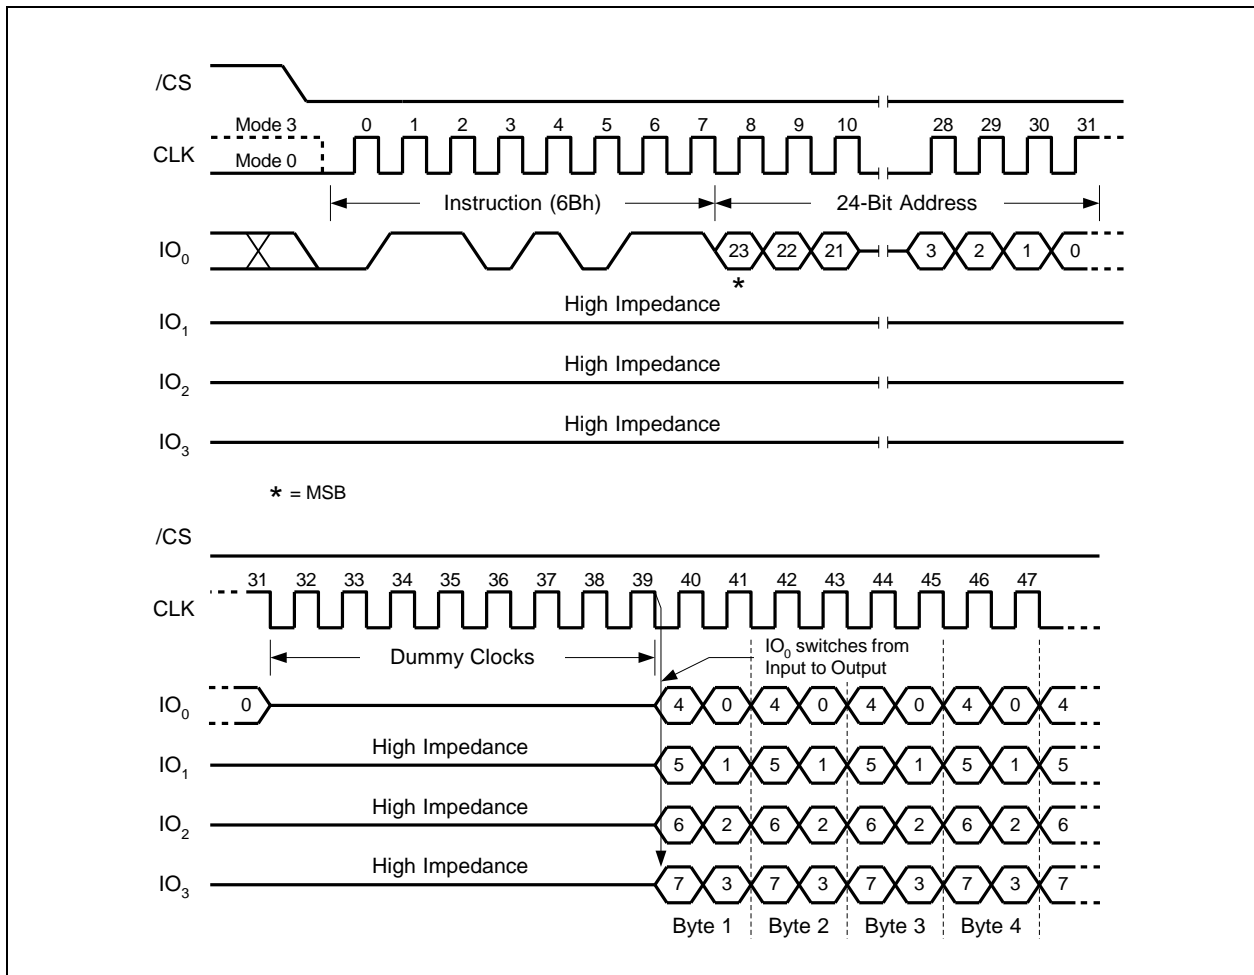 /CS
Mode 3 0 1 2 3 4 5 6 7 8 9 10 28 29 30 31
CLK
Mode 0
Instruction (6Bh) 24-Bit Address
IO0 23 22 21 3 2 1 0
*
High Impedance
IO1
High Impedance
IO2
High Impedance
IO3
* = MSB
/CS
31 32 33 34 35 36 37 38 39 40 41 42 43 44 45 46 47
CLK
IO0 switches from
Dummy Clocks Input to Output
IO0 0 4 0 4 0 4 0 4 0 4
High Impedance
IO1 5 1 5 1 5 1 5 1 5
High Impedance
IO2 6 2 6 2 6 2 6 2 6
High Impedance
IO3 7 3 7 3 7 3 7 3 7
Byte 1 Byte 2 Byte 3 Byte 4